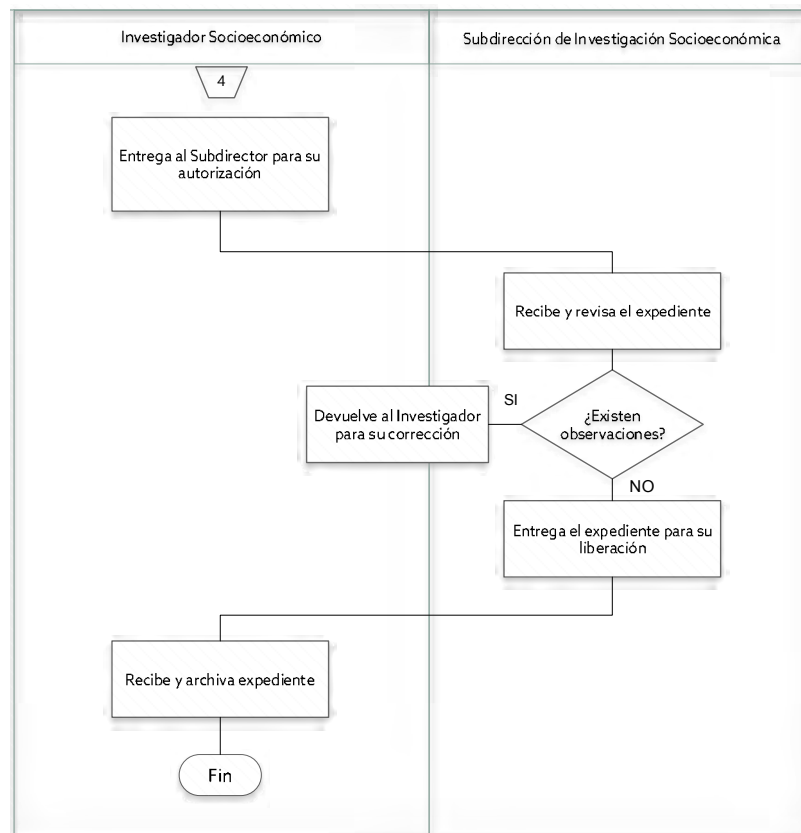 Investigador Socioeconómico
Subdirección de Investigación Socioeconómica
4
Entrega al Subdirector para su
autorización
Recibe y revisa el expediente
SI
¿Existen
observaciones?
Devuelve al Investigador
para su corrección
NO
Entrega el expediente para su
liberación
Recibe y archiva expediente
Fin